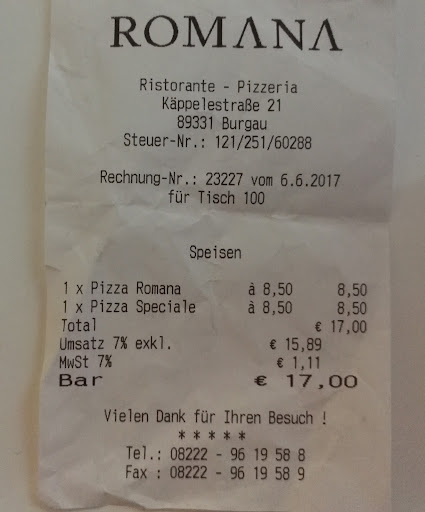 ROMANA
Ristorante - Pizzeria
Käppelestraße 21
89331 Burgau
Steuer-Nr.: 121/251/60288
Rechnung-Nr.: 23227 vom 6.6.2017
für Tisch 100
Speisen
1 x Pizza Romana à 8,50 8,50
1 x Pizza Speciale à 8,50 8,50
Total € 17,00
Umsatz 7% exkl. € 15,89
MwSt 7% € 1,11
Bar € 17,00
Vielen Dank für Ihren Besuch !
* * * * *
Tel.: 08222 - 96 19 58 8
Fax : 08222 - 96 19 58 9